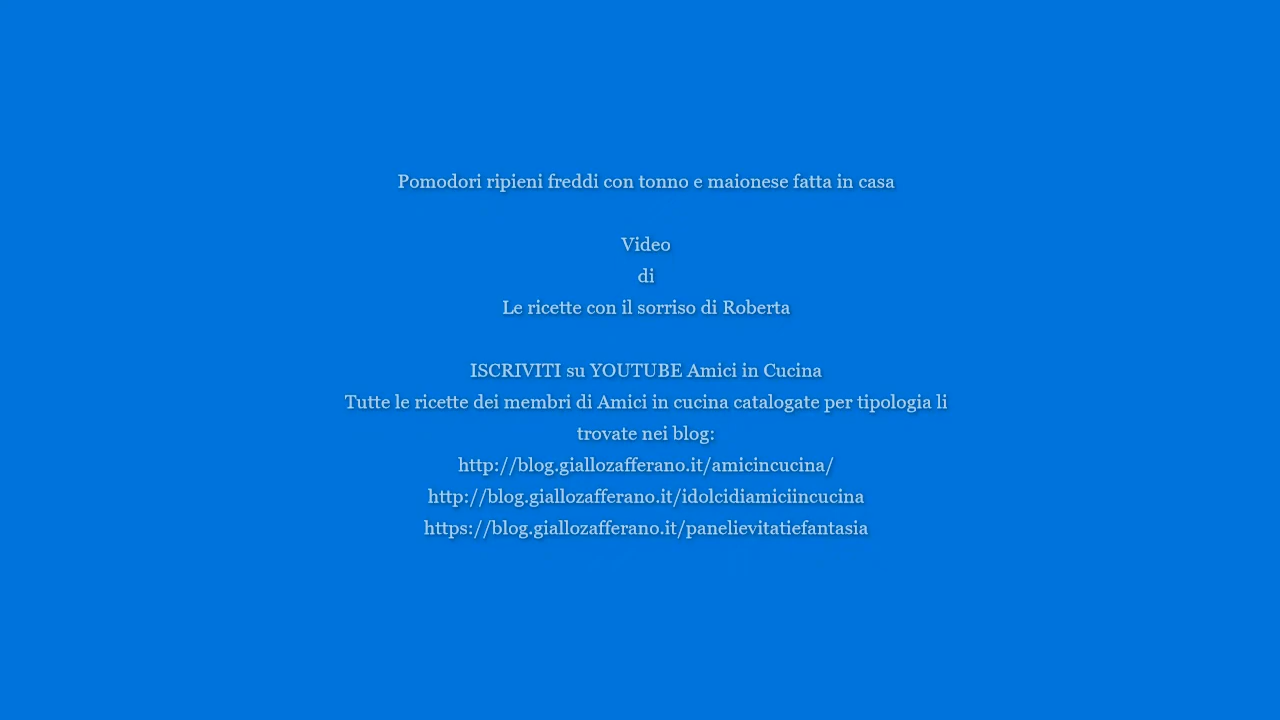 Pomodori ripieni freddi con tonno e maionese fatta in casa
Video
di
Le ricette con il sorriso di Roberta
ISCRIVITI su YOUTUBE Amici in Cucina
Tutte le ricette dei membri di Amici in cucina catalogate per tipologia li
trovate nei blog:
http://blog.giallozafferano.it/amicincucina/
http://blog.giallozafferano.it/idolcidiamiciincucina
https://blog.giallozafferano.it/panelievitatiefantasia